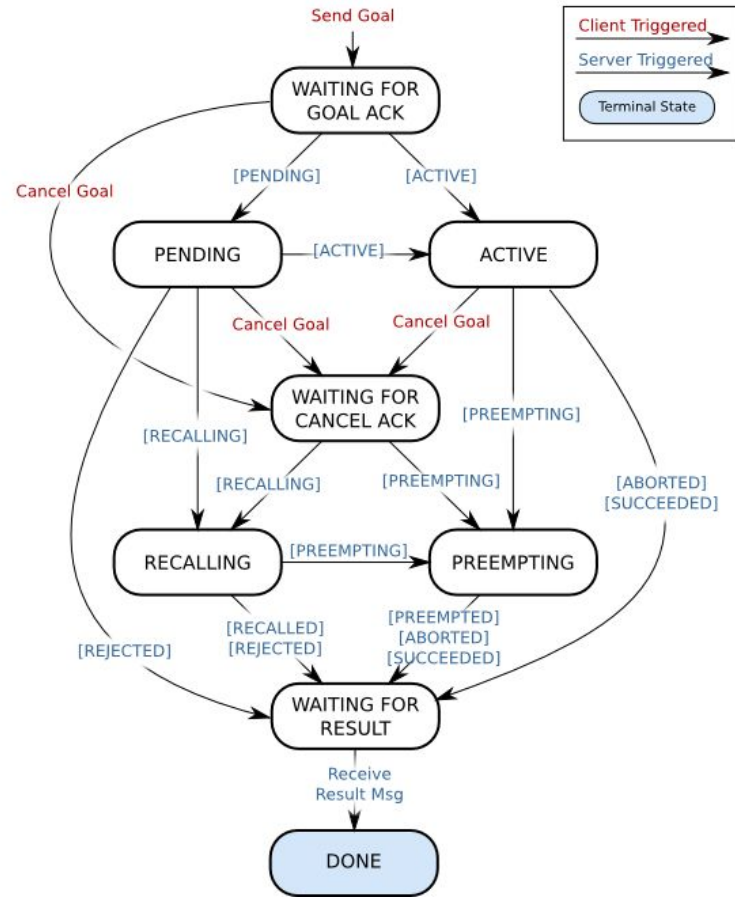 Send Goal
Client Triggered
Server Triggered
Terminal State
WAITING FOR
GOAL ACK
[PENDING]
[ACTIVE]
Cancel Goal
PENDING
[ACTIVE]
ACTIVE
Cancel Goal
Cancel Goal
WAITING FOR
CANCEL ACK
[PREEMPTING]
[RECALLING]
[RECALLING]
[PREEMPTING]
[ABORTED]
[SUCCEEDED]
RECALLING
[PREEMPTING]
PREEMPTING
[RECALLED]
[REJECTED]
[PREEMPTED]
[ABORTED]
[SUCCEEDED]
[REJECTED]
WAITING FOR
RESULT
Receive
Result Msg
DONE